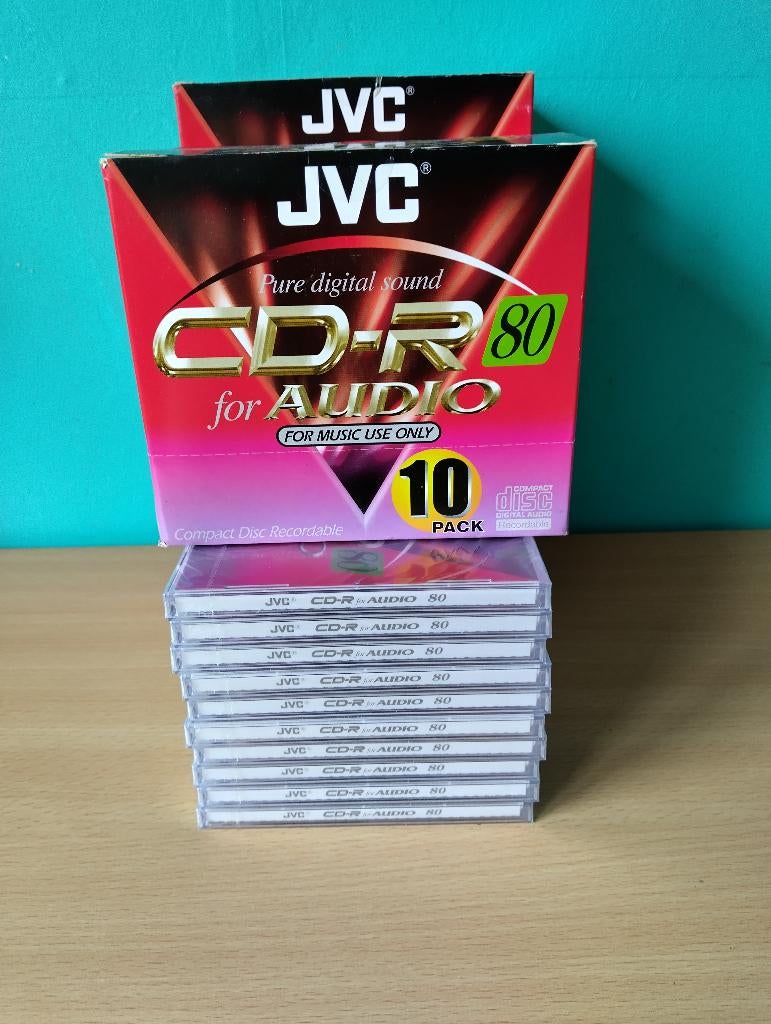 JVC®
JVC®
Pure digital sound
CD-R 80
for AUDIO
FOR MUSIC USE ONLY
10
PACK
COMPACT
disc
DIGITAL AUDIO
Recordable
Compact Disc Recordable
80
JVC® CD-R for AUDIO 80
JVC® CD-R for AUDIO 80
JVC® CD-R for AUDIO 80
JVC® CD-R for AUDIO 80
JVC® CD-R for AUDIO 80
JVC® CD-R for AUDIO 80
JVC® CD-R for AUDIO 80
JVC® CD-R for AUDIO 80
JVC® CD-R for AUDIO 80
JVC® CD-R for AUDIO 80